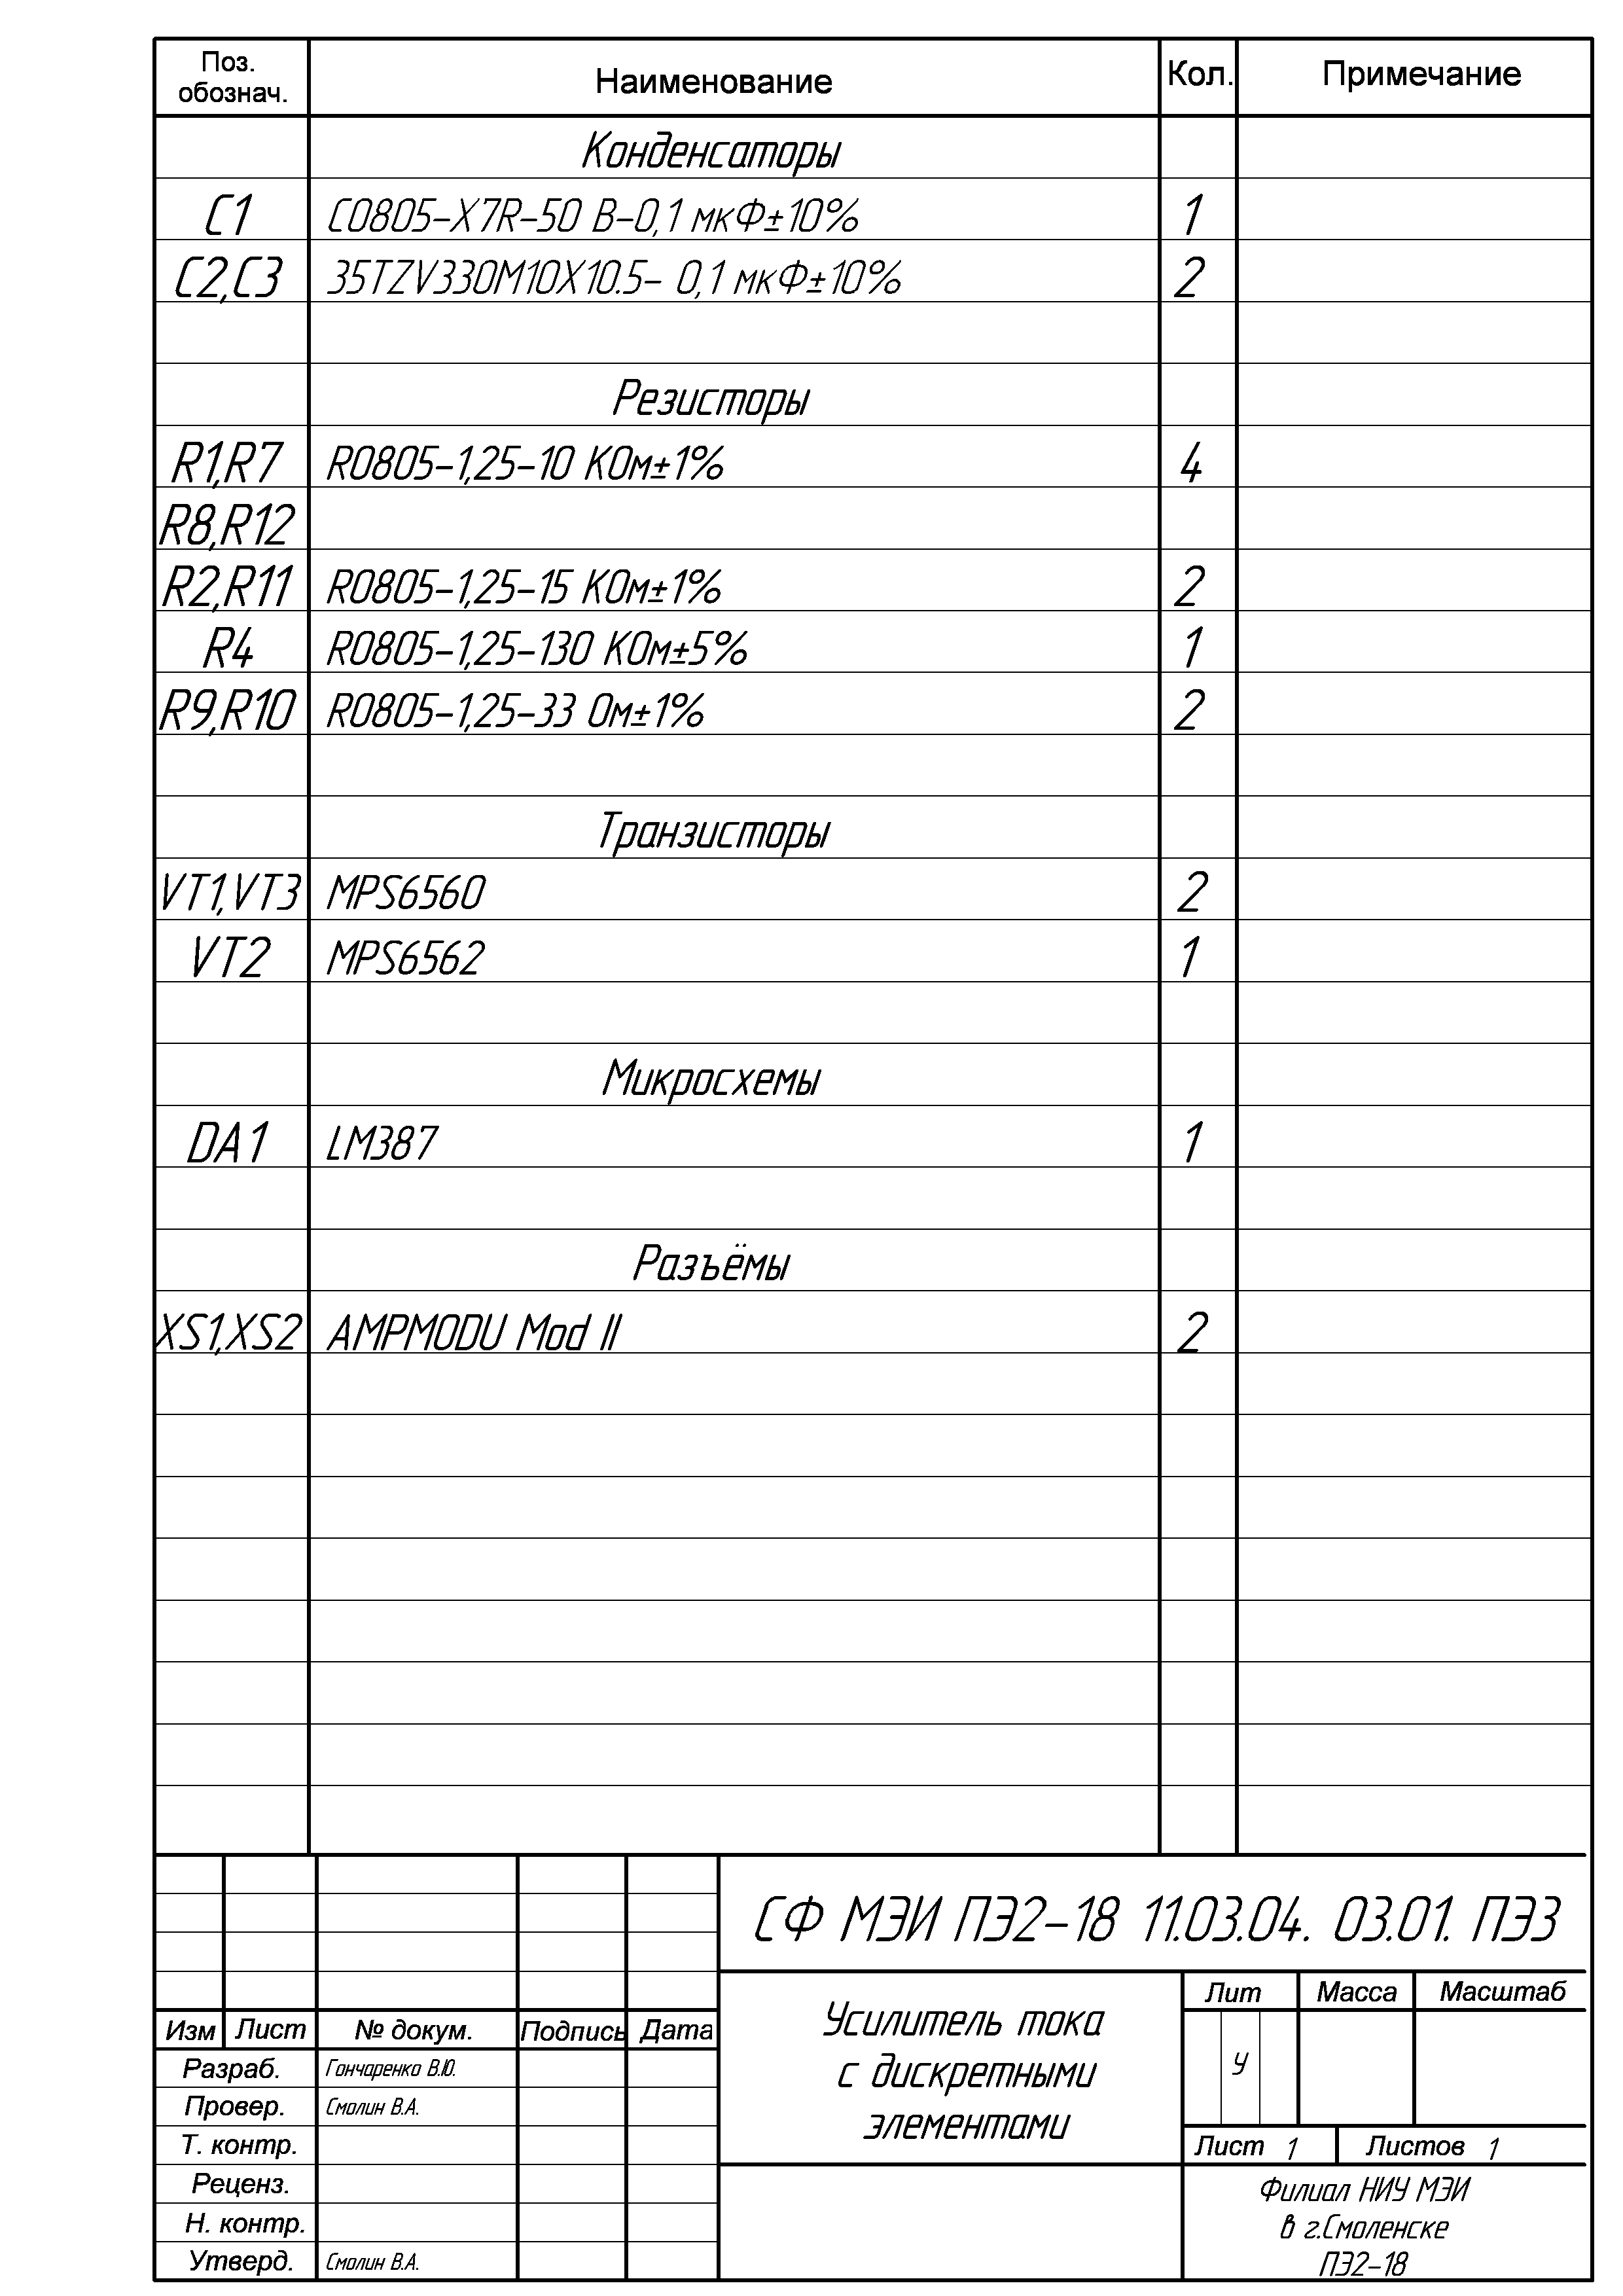 Поз. обознач. Наименование Кол. Примечание
Конденсаторы
C1 C0805-X7R-50 В-0,1 мкФ±10% 1
C2,C3 35TZV330M10X10.5- 0,1 мкФ±10% 2
Резисторы
R1,R7 R0805-1,25-10 КОм±1% 4
R8,R12
R2,R11 R0805-1,25-15 КОм±1% 2
R4 R0805-1,25-130 КОм±5% 1
R9,R10 R0805-1,25-33 Ом±1% 2
Транзисторы
VT1,VT3 MPS6560 2
VT2 MPS6562 1
Микросхемы
DA1 LM387 1
Разъёмы
XS1,XS2 AMPMODU Mod II 2
СФ МЭИ ПЭ2-18 11.03.04. 03.01. ПЭ3
Изм Лист № докум. Подпись Дата
Разраб. Гончаренко В.Ю.
Провер. Смолин В.А.
Т. контр.
Реценз.
Н. контр.
Утверд. Смолин В.А.
Усилитель тока
с дискретными
элементами
Лит Масса Масштаб
У
Лист 1 Листов 1
Филиал НИУ МЭИ
в г.Смоленске
ПЭ2-18